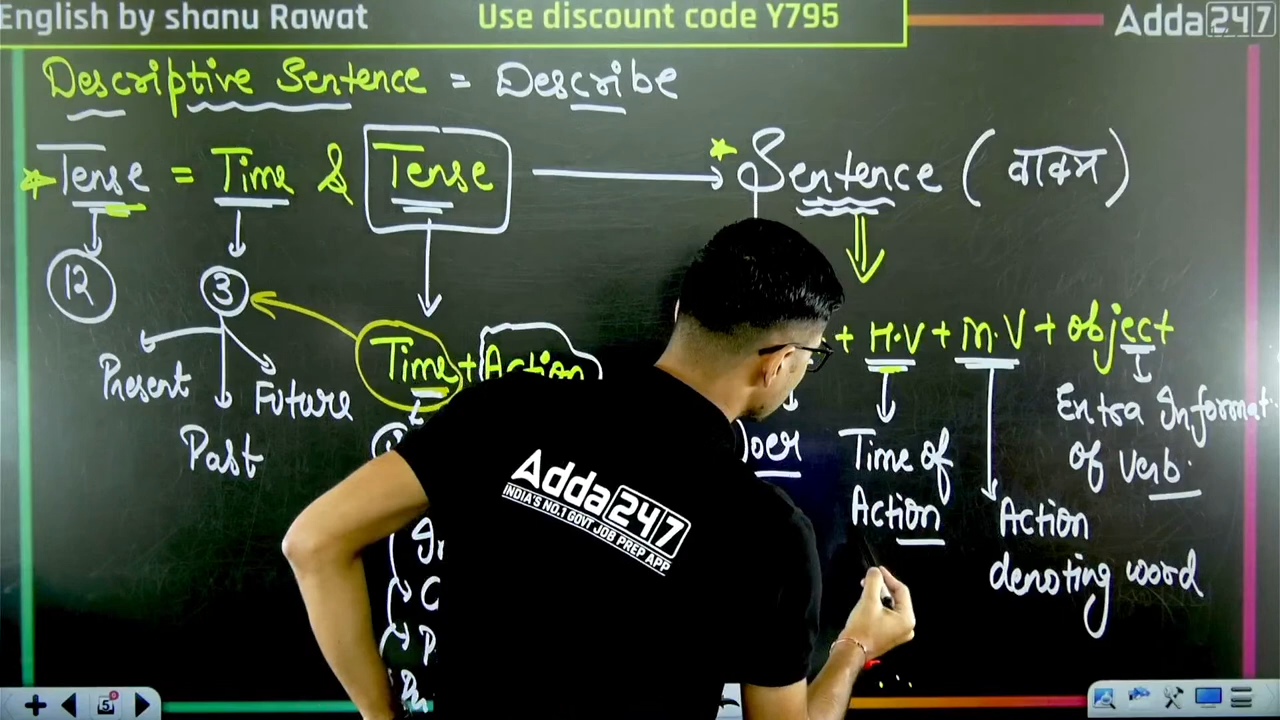 English by shanu Rawat
Use discount code Y795
Adda247
Descriptive Sentence = Describe
Tense = Time & Tense
Sentence (वाक्य)
12
3
Present
Past
Future
Time + Action
+ H.V + M.V + object
Time of
Action
Action
denoting word
Extra Informat
of verb.
Adda247
INDIA'S NO.1 GOVT JOB PREP APP
5